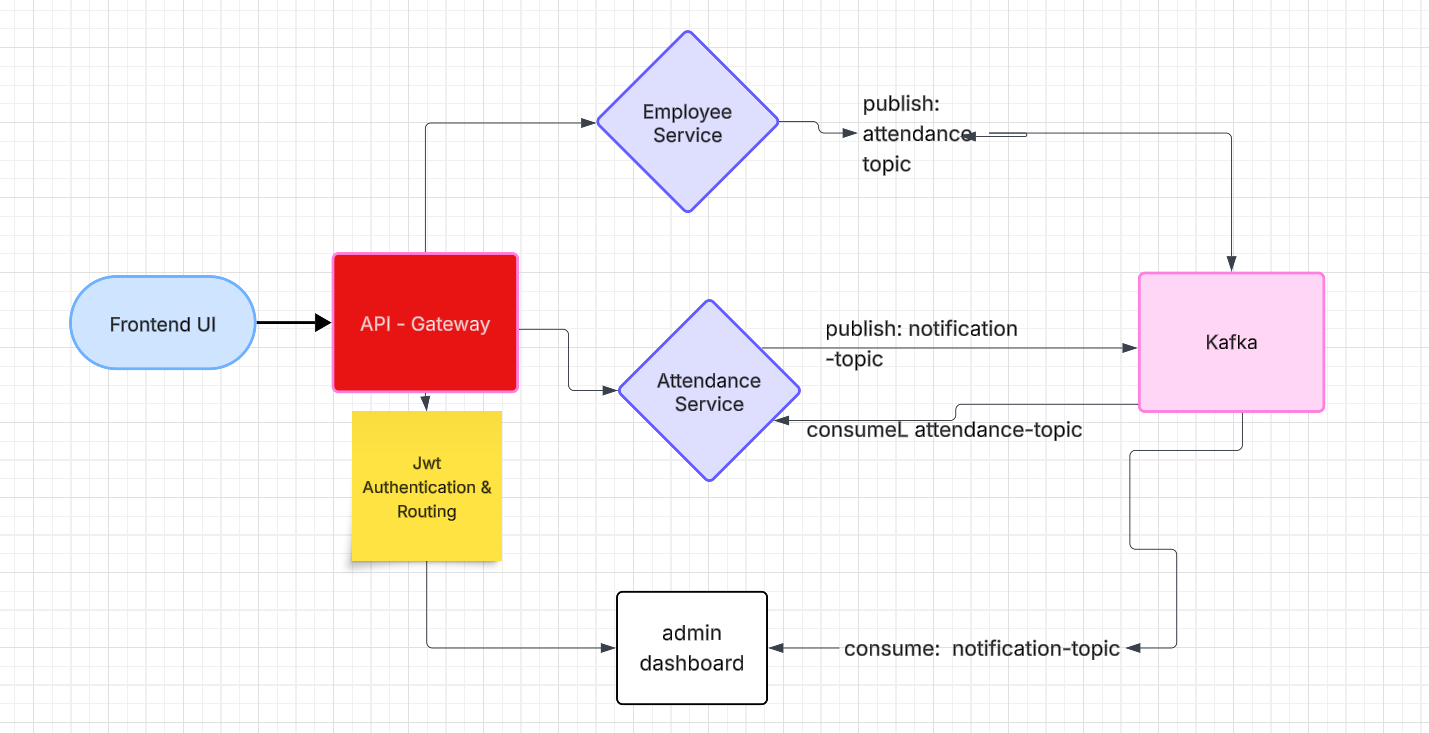 Employee
Service
publish:
attendance
topic
Frontend UI
API - Gateway
Attendance
Service
publish: notification
-topic
Kafka
consumeL attendance-topic
Jwt
Authentication &
Routing
admin
dashboard
consume:  notification-topic